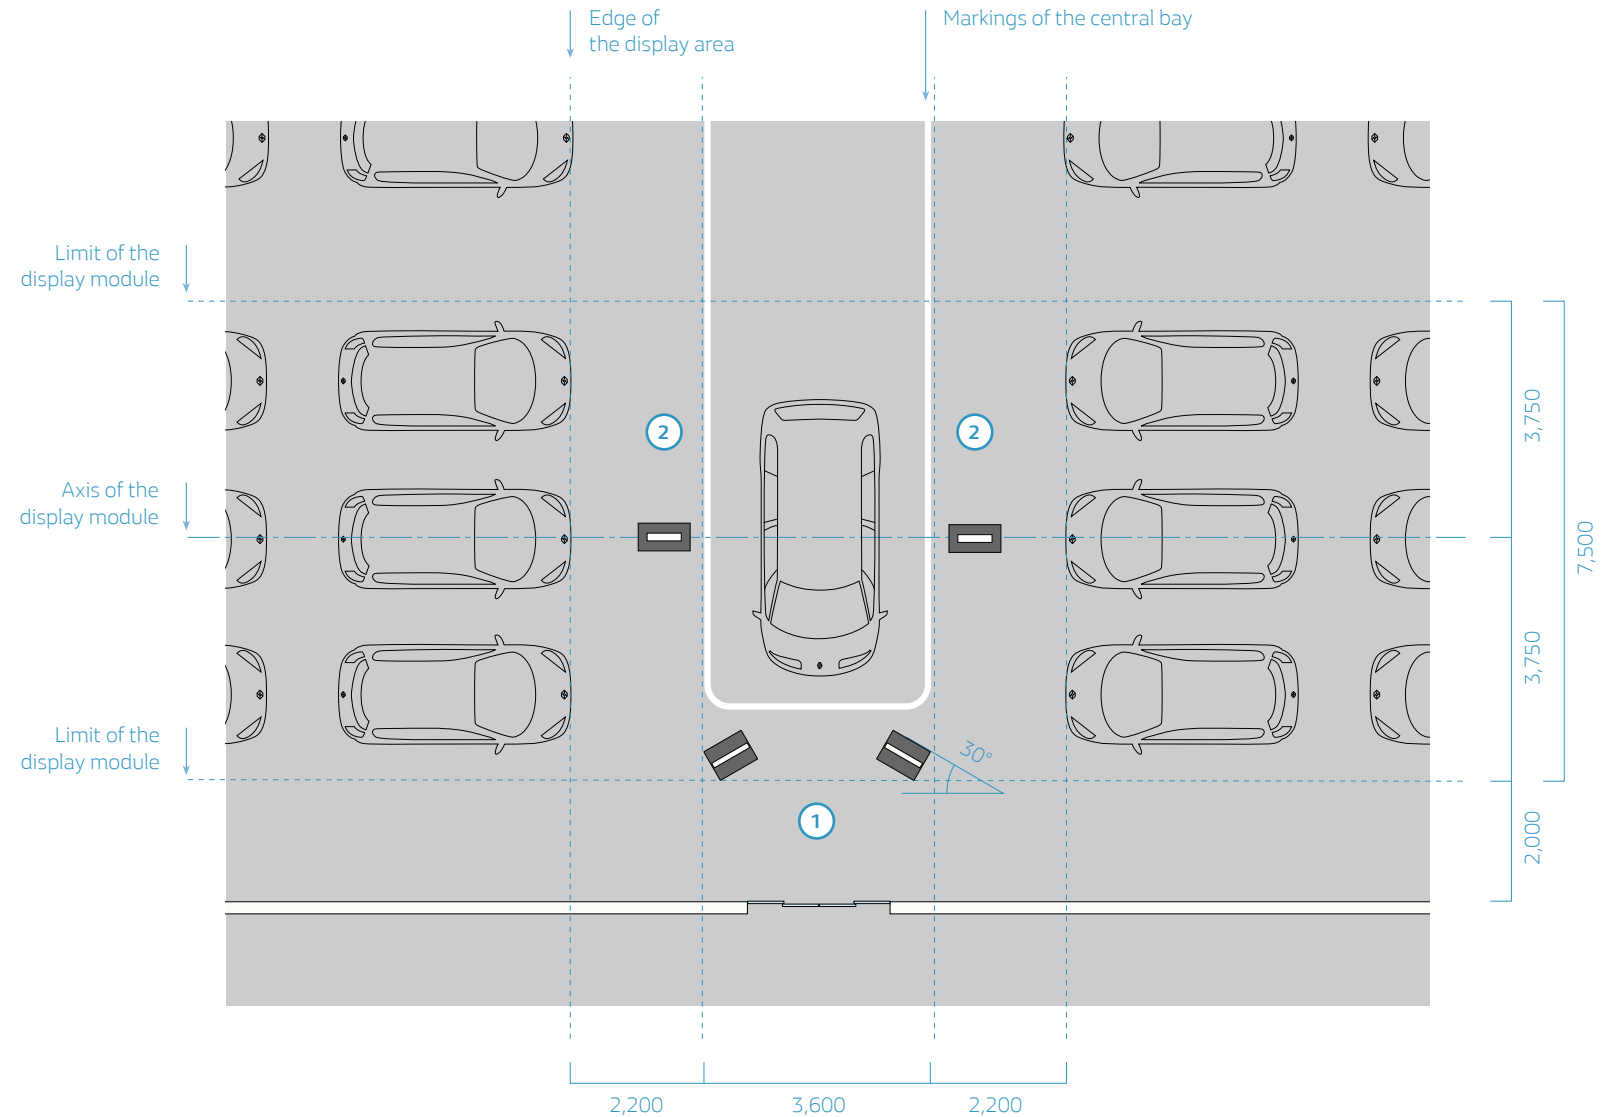 Edge of
the display area
Markings of the central bay
Limit of the
display module
3,750
2
2
Axis of the
display module
7,500
3,750
Limit of the
display module
30°
1
2,000
2,200
3,600
2,200